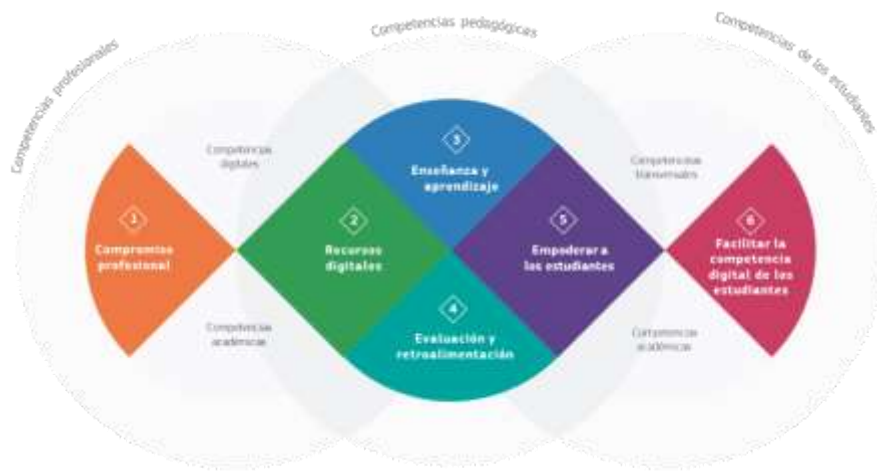 Competencias profesionales
Competencias pedagógicas
Competencias de los estudiantes
Competencias
digitales
3
Enseñanza y
aprendizaje
Competencias
transversales
1
Compromiso
profesional
2
Recursos
digitales
5
Empoderar a
los estudiantes
6
Facilitar la
competencia
digital de los
estudiantes
Competencias
académicas
4
Evaluación y
retroalimentación
Competencias
académicas